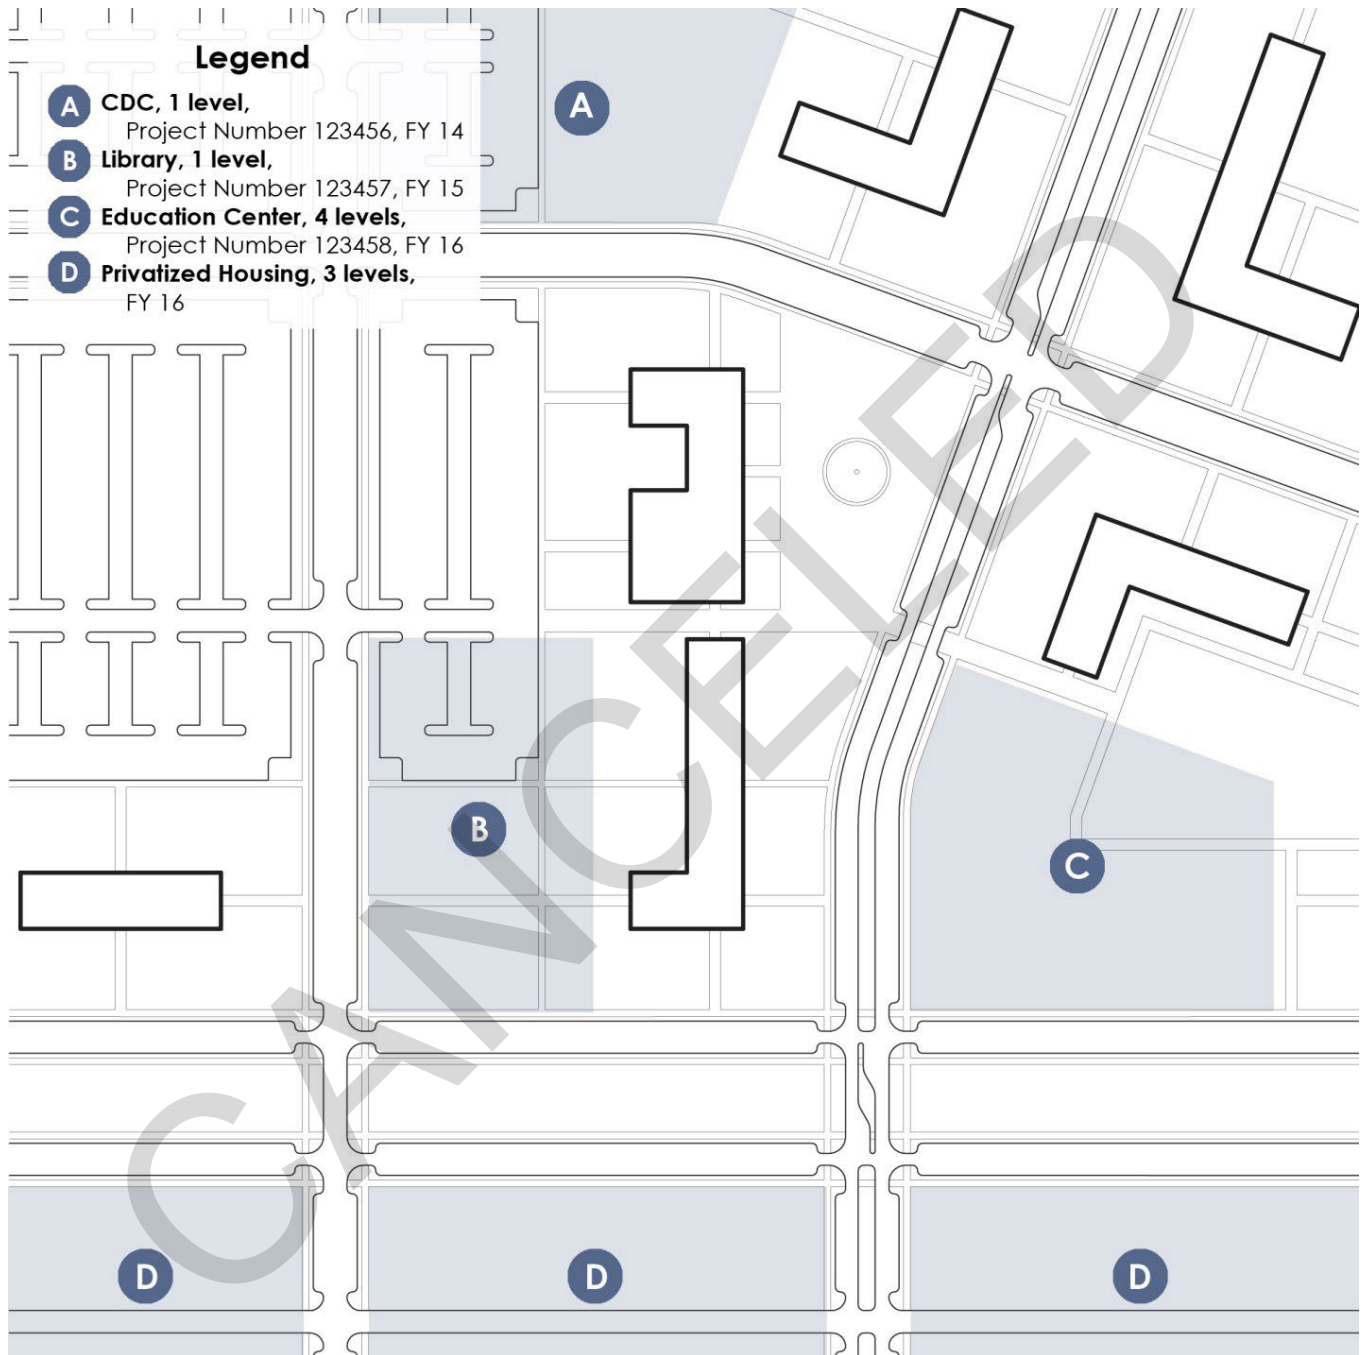 Legend
A CDC, 1 level,
Project Number 123456, FY 14
B Library, 1 level,
Project Number 123457, FY 15
C Education Center, 4 levels,
Project Number 123458, FY 16
D Privatized Housing, 3 levels,
FY 16
A
B
C
D
D
D
CANCELED